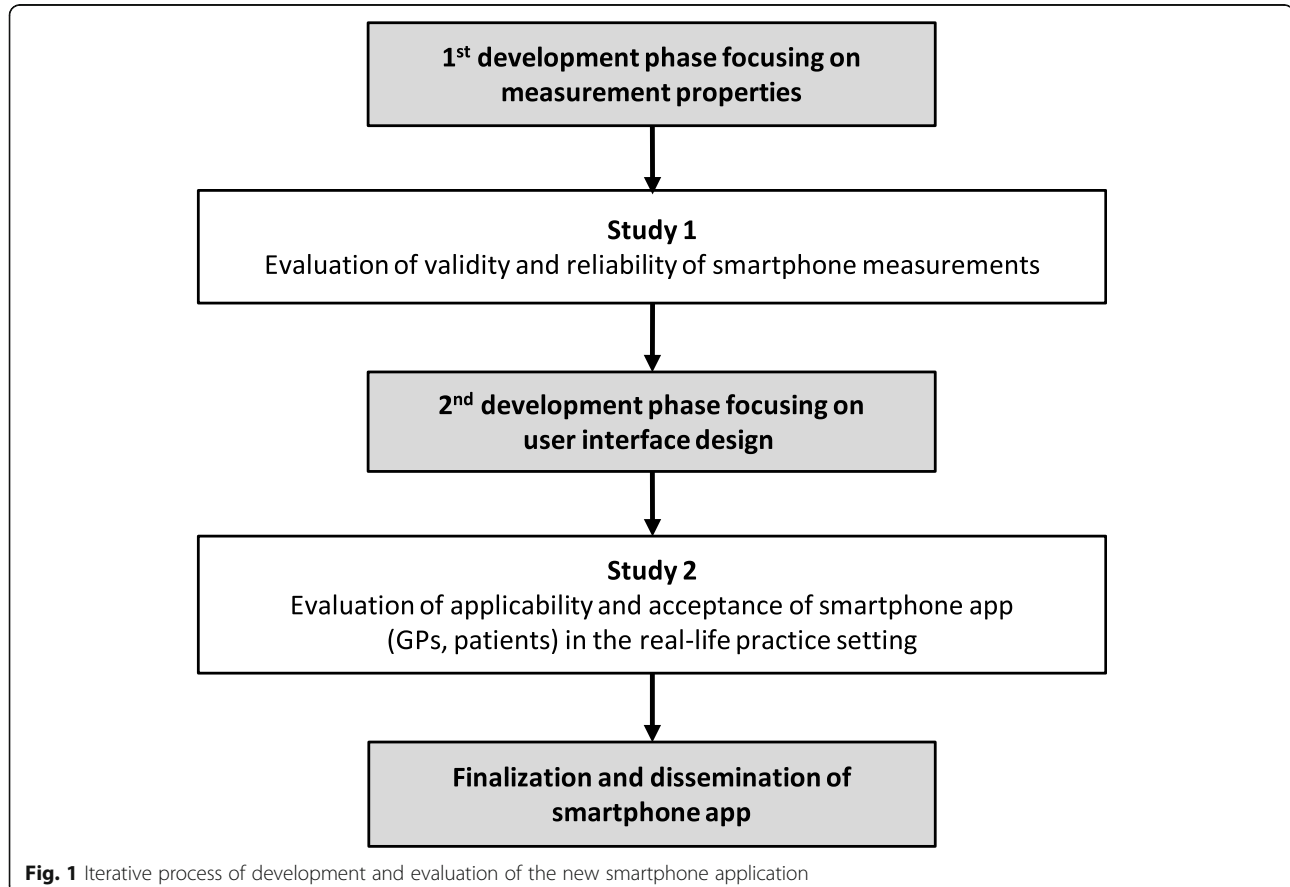 1st development phase focusing on
measurement properties
Study 1
Evaluation of validity and reliability of smartphone measurements
2nd development phase focusing on
user interface design
Study 2
Evaluation of applicability and acceptance of smartphone app
(GPs, patients) in the real-life practice setting
Finalization and dissemination of
smartphone app
Fig. 1 Iterative process of development and evaluation of the new smartphone application